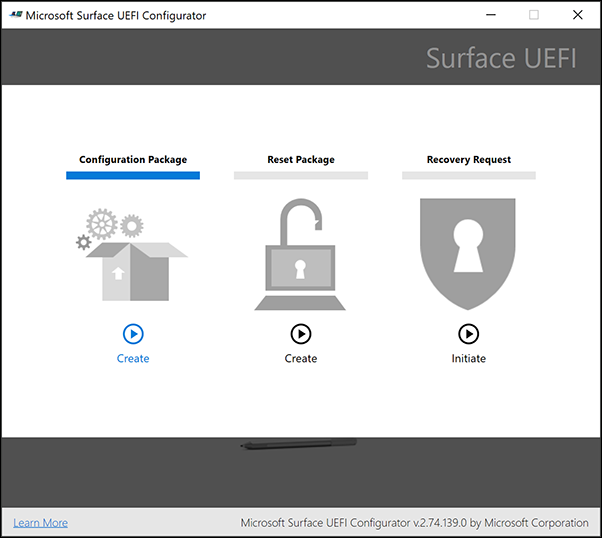 Microsoft Surface UEFI Configurator
Surface UEFI
Configuration Package
Reset Package
Recovery Request
Create
Create
Initiate
Learn More
Microsoft Surface UEFI Configurator v.2.74.139.0 by Microsoft Corporation